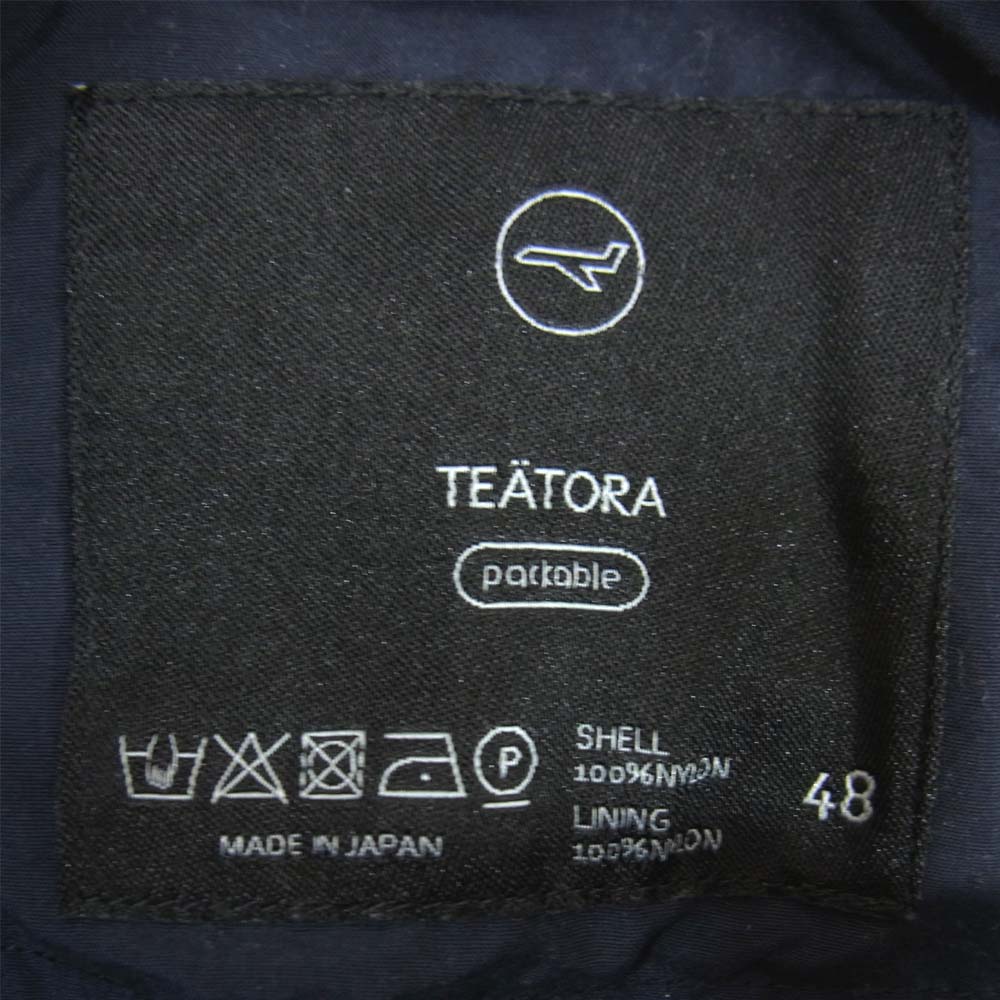 TEÄTORA
packable
P
SHELL
100%NYLON
LINING
100%NYLON
48
MADE IN JAPAN